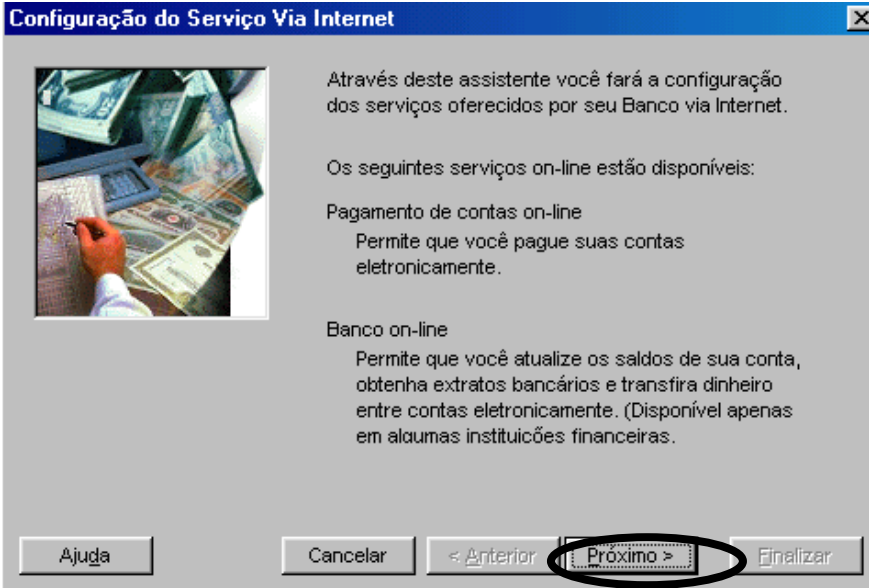 Configuração do Serviço Via Internet
Através deste assistente você fará a configuração
dos serviços oferecidos por seu Banco via Internet.
Os seguintes serviços on-line estão disponíveis:
Pagamento de contas on-line
Permite que você pague suas contas
eletronicamente.
Banco on-line
Permite que você atualize os saldos de sua conta,
obtenha extratos bancários e transfira dinheiro
entre contas eletronicamente. (Disponível apenas
em algumas instituições financeiras.
Ajuda
Cancelar
< Anterior
Próximo >
Finalizar